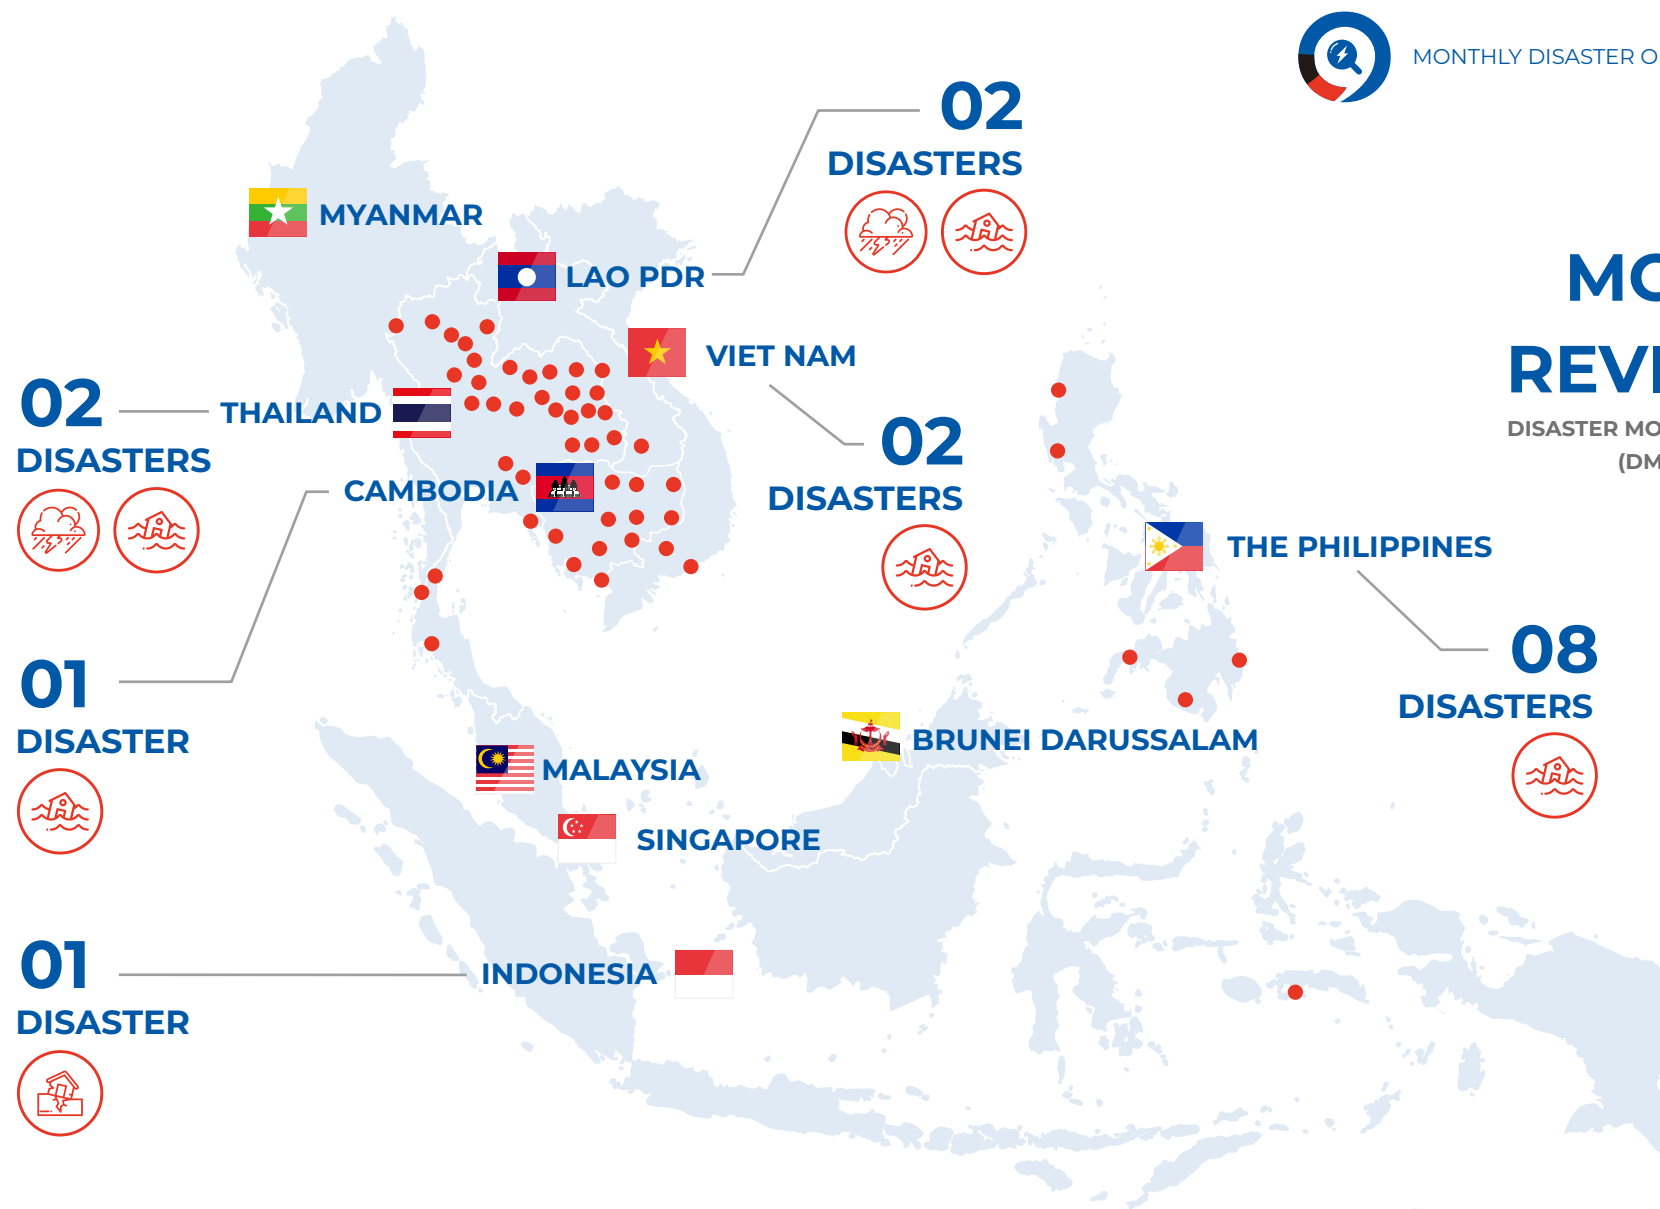 MONTHLY DISASTER O
02
DISASTERS
MYANMAR
LAO PDR
MO
REVI
DISASTER MO
(DM
VIET NAM
02
DISASTERS
02
THAILAND
DISASTERS
CAMBODIA
THE PHILIPPINES
08
DISASTERS
01
DISASTER
BRUNEI DARUSSALAM
MALAYSIA
SINGAPORE
01
DISASTER
INDONESIA